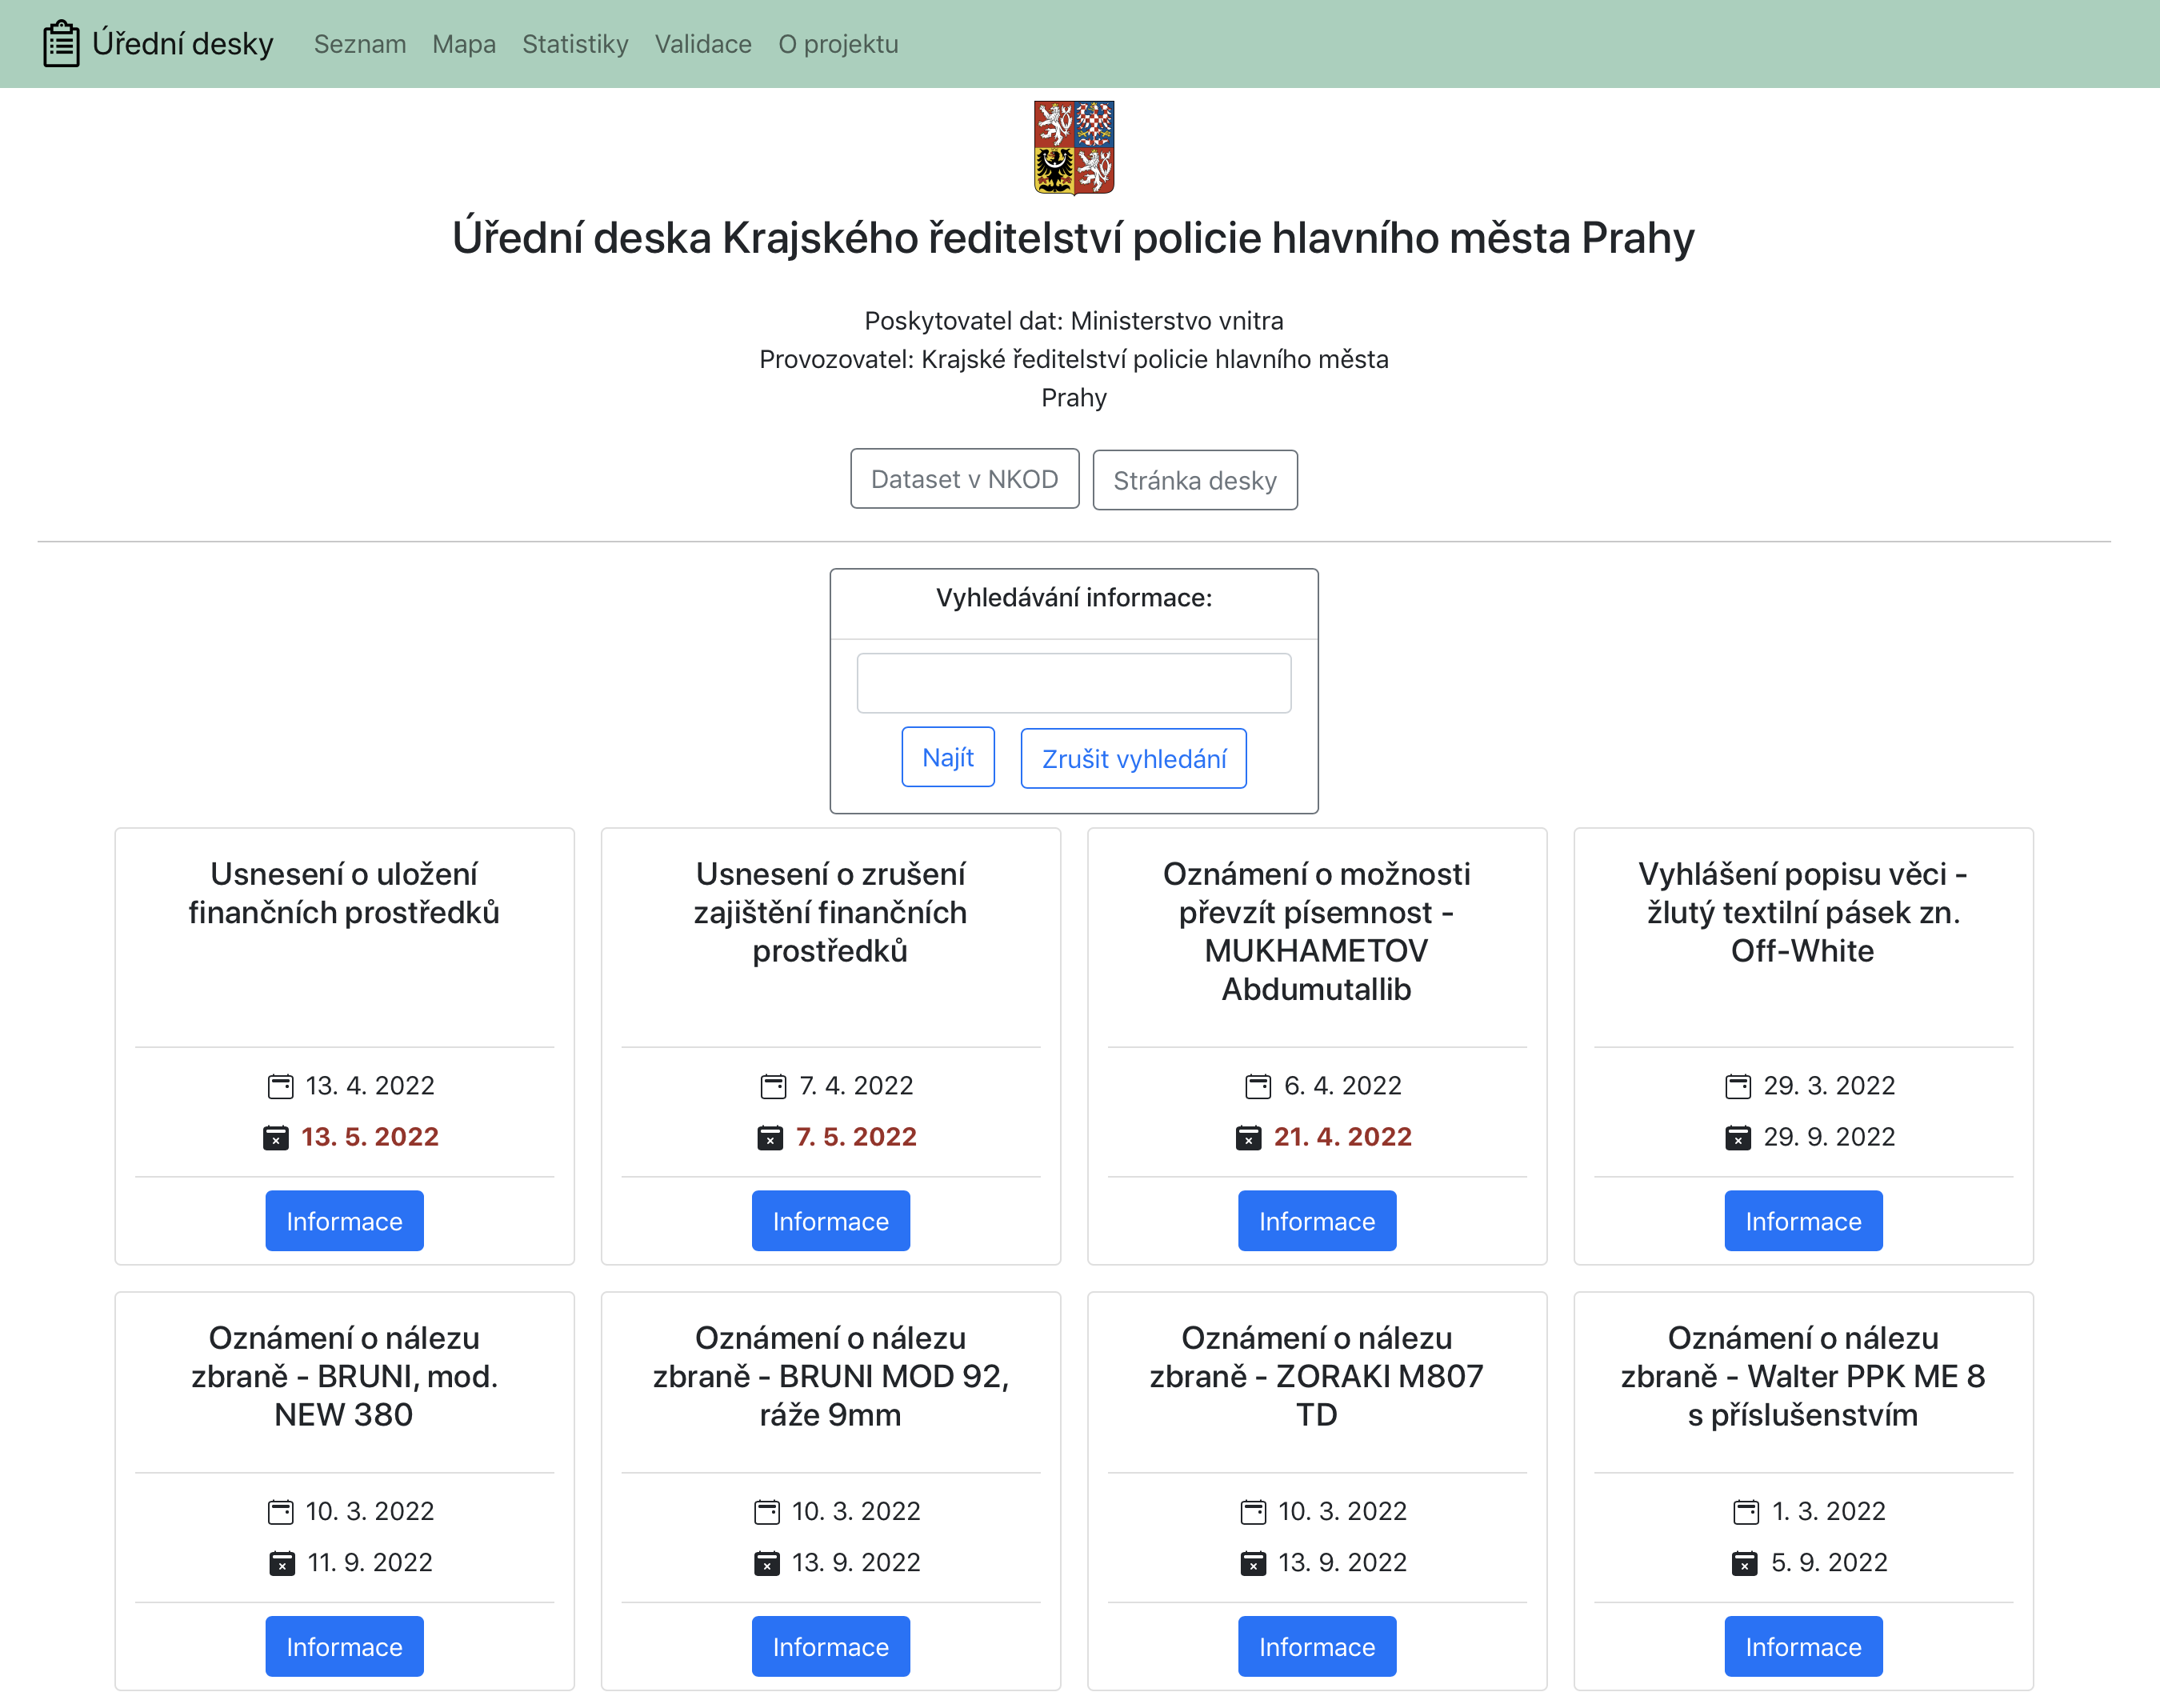 Úřední desky Seznam Mapa Statistiky Validace O projektu
Úřední deska Krajského ředitelství policie hlavního města Prahy
Poskytovatel dat: Ministerstvo vnitra
Provozovatel: Krajské ředitelství policie hlavního města
Prahy
Dataset v NKOD
Stránka desky
Vyhledávání informace:
Najít
Zrušit vyhledání
Usnesení o uložení
finančních prostředků
13. 4. 2022
13. 5. 2022
Informace
Usnesení o zrušení
zajištění finančních
prostředků
7. 4. 2022
7. 5. 2022
Informace
Oznámení o možnosti
převzít písemnost -
MUKHAMETOV
Abdumutallib
6. 4. 2022
21. 4. 2022
Informace
Vyhlášení popisu věci -
žlutý textilní pásek zn.
Off-White
29. 3. 2022
29. 9. 2022
Informace
Oznámení o nálezu
zbraně - BRUNI, mod.
NEW 380
10. 3. 2022
11. 9. 2022
Informace
Oznámení o nálezu
zbraně - BRUNI MOD 92,
ráže 9mm
10. 3. 2022
13. 9. 2022
Informace
Oznámení o nálezu
zbraně - ZORAKI M807
TD
10. 3. 2022
13. 9. 2022
Informace
Oznámení o nálezu
zbraně - Walter PPK ME 8
s příslušenstvím
1. 3. 2022
5. 9. 2022
Informace